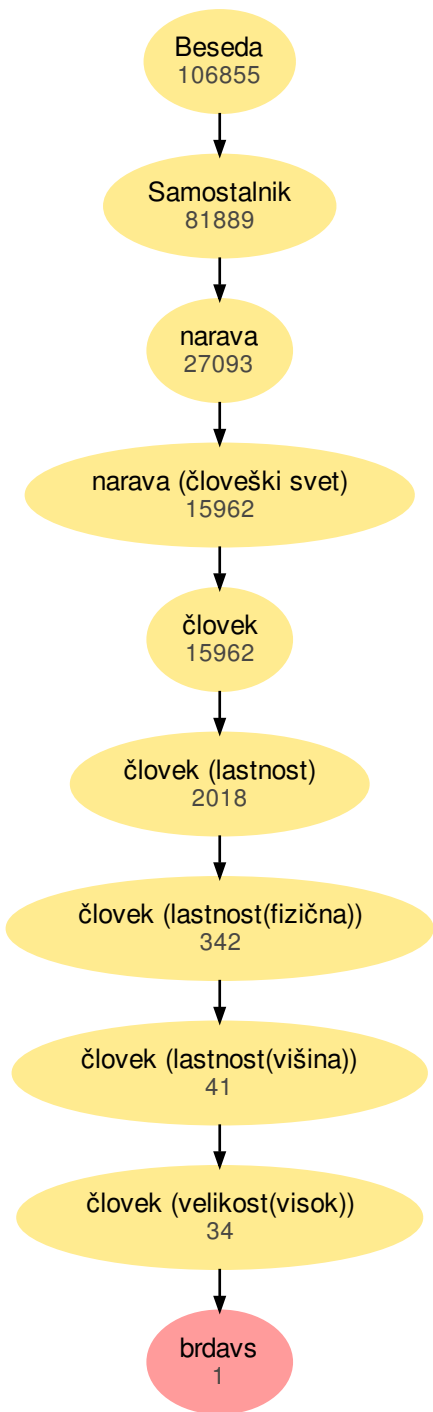 Beseda
106855
Samostalnik
81889
narava
27093
narava (človeški svet)
15962
človek
15962
človek (lastnost)
2018
človek (lastnost(fizična))
342
človek (lastnost(višina))
41
človek (velikost(visok))
34
brdavs
1